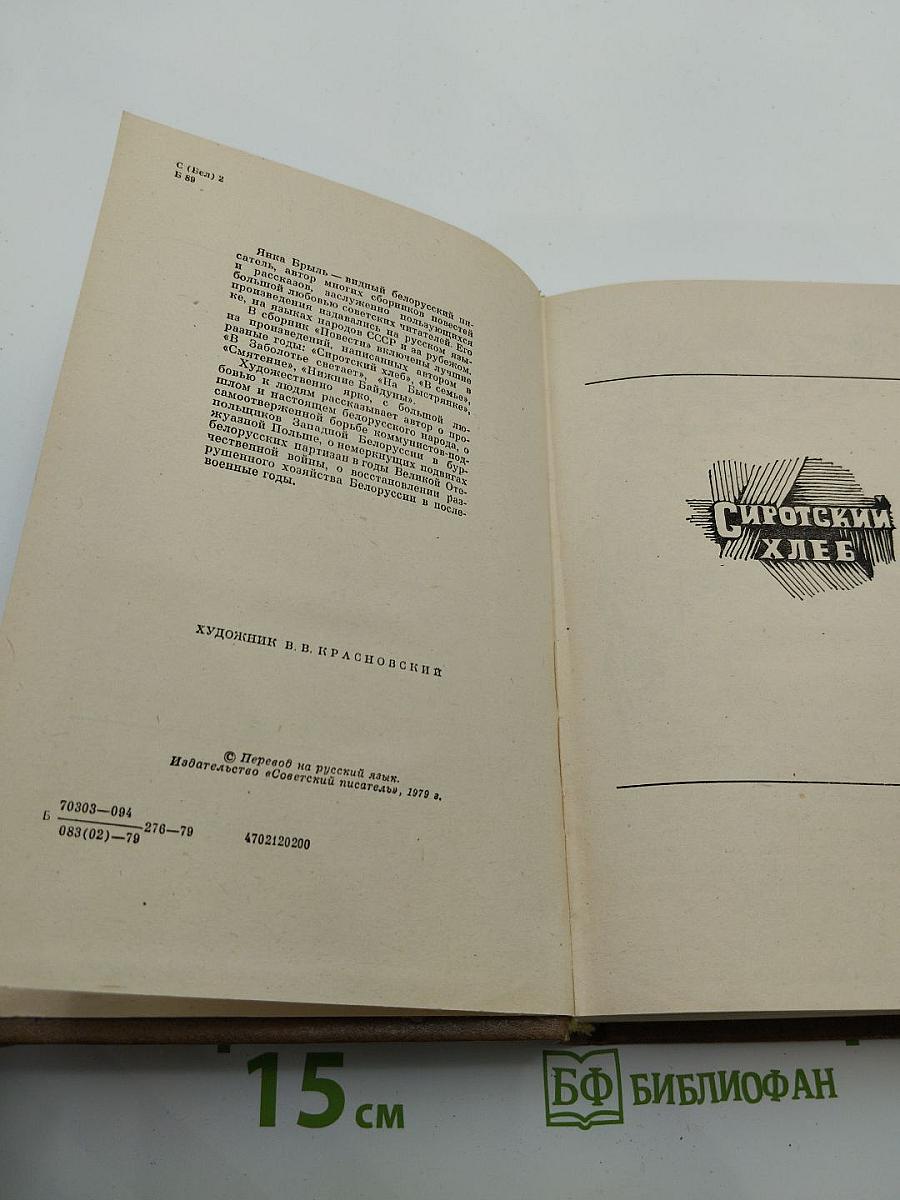 С (Бел) 2
Б 89
Янка Брыль — видный белорусский пи-
сатель, автор многих сборников повестей
и рассказов, заслуженно пользующихся
большой любовью советских читателей. Его
произведения издавались на русском язы-
ке, на языках народов СССР и за рубежом.
В сборник «Повести» включены лучшие
из произведений, написанных автором в
разные годы: «Сиротский хлеб», «В семье»,
«В Заболотье светает», «На Быстрянке»,
«Смятение», «Нижние Байдуны».
Художественно ярко, с большой лю-
бовью к людям рассказывает автор о про-
шлом и настоящем белорусского народа, о
самоотверженной борьбе коммунистов-под-
польщиков Западной Белоруссии в бур-
жуазной Польше, о немеркнущих подвигах
белорусских партизан в годы Великой Оте-
чественной войны, о восстановлении раз-
рушенного хозяйства Белоруссии в после-
военные годы.
ХУДОЖНИК В. В. КРАСНОВСКИЙ
© Перевод на русский язык.
Издательство «Советский писатель», 1979 г.
Б 70303—094
083(02)—79 276—79 4702120200
СИРОТСКИЙ
ХЛЕБ
15 см
БФ БИБЛИОФАН